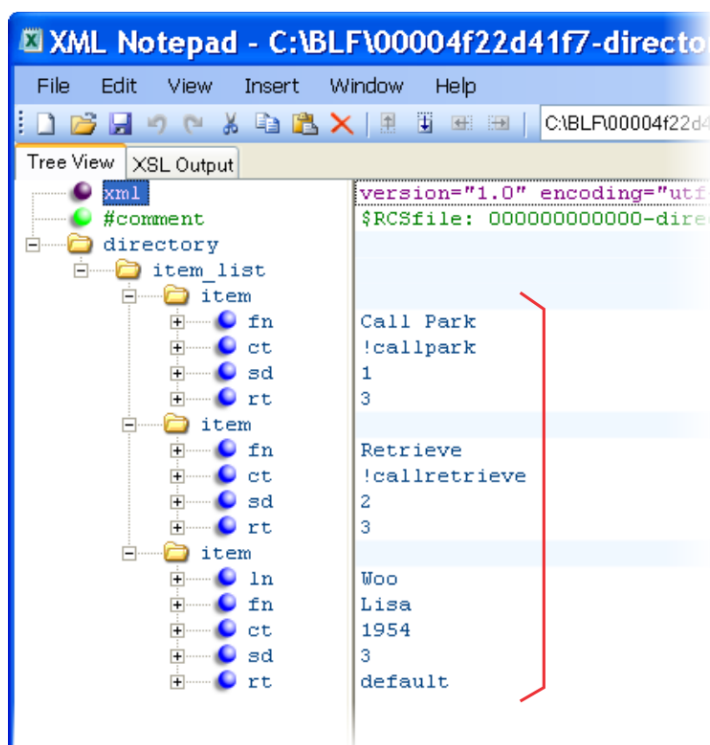 XML Notepad - C:\BLF\00004f22d41f7-directo
File Edit View Insert Window Help
C:\BLF\00004f22d4
Tree View XSL Output
xml version="1.0" encoding="utf
#comment $RCSfile: 000000000000-dire
directory
item_list
item
fn Call Park
ct !callpark
sd 1
rt 3
item
fn Retrieve
ct !callretrieve
sd 2
rt 3
item
ln Woo
fn Lisa
ct 1954
sd 3
rt default